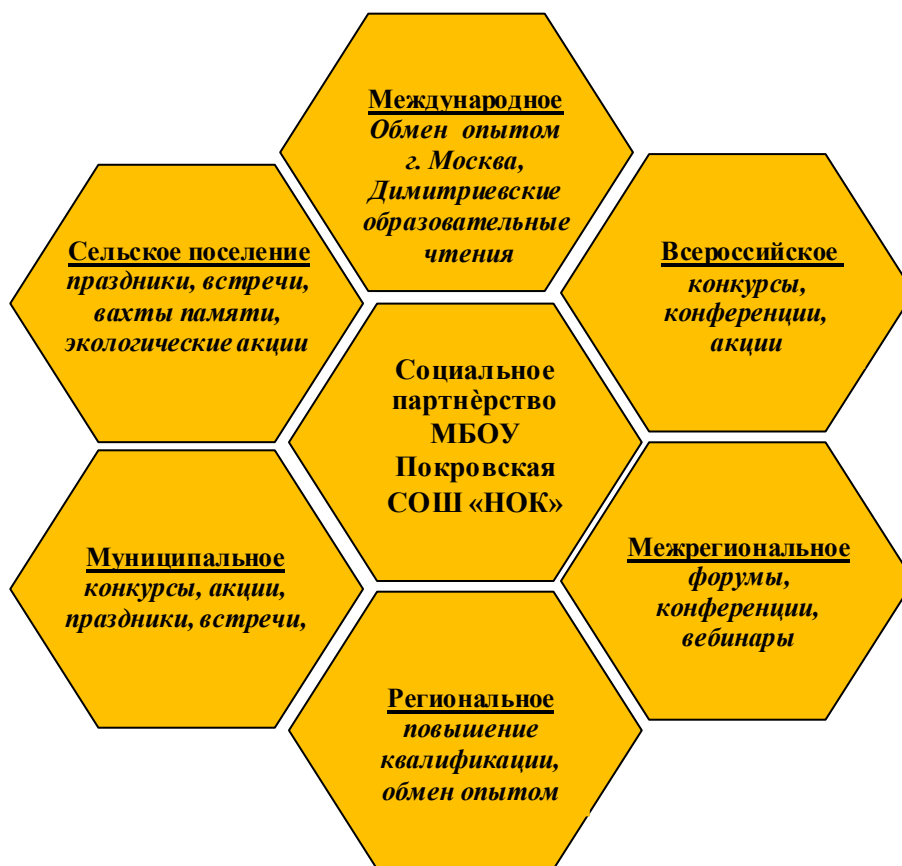 Международное
Обмен опытом
г. Москва,
Димитриевские
образовательные
чтения
Сельское поселение
праздники, встречи,
вахты памяти,
экологические акции
Всероссийское
конкурсы,
конференции,
акции
Социальное
партнѐрство
МБОУ
Покровская
СОШ «НОК»
Муниципальное
конкурсы, акции,
праздники, встречи,
Межрегиональное
форумы,
конференции,
вебинары
Региональное
повышение
квалификации,
обмен опытом